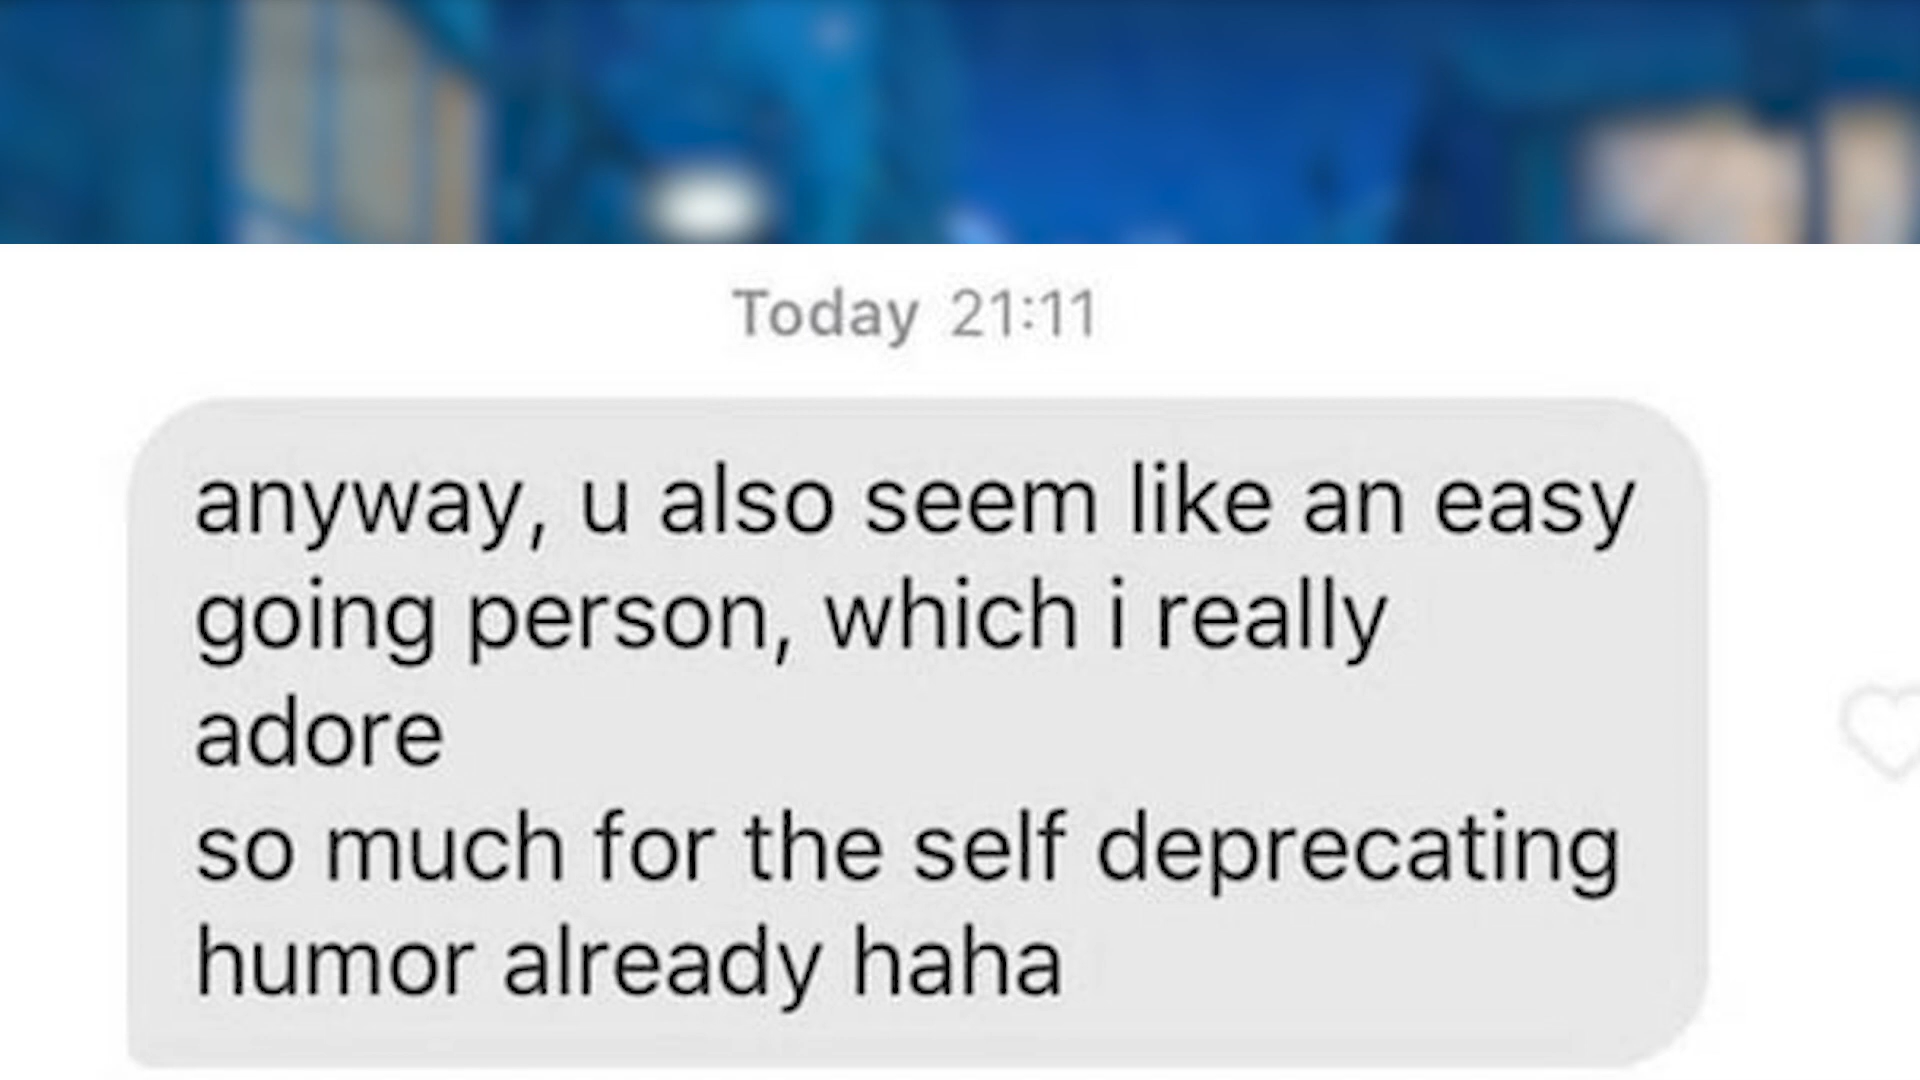 Today 21:11
anyway, u also seem like an easy
going person, which i really
adore
so much for the self deprecating
humor already haha